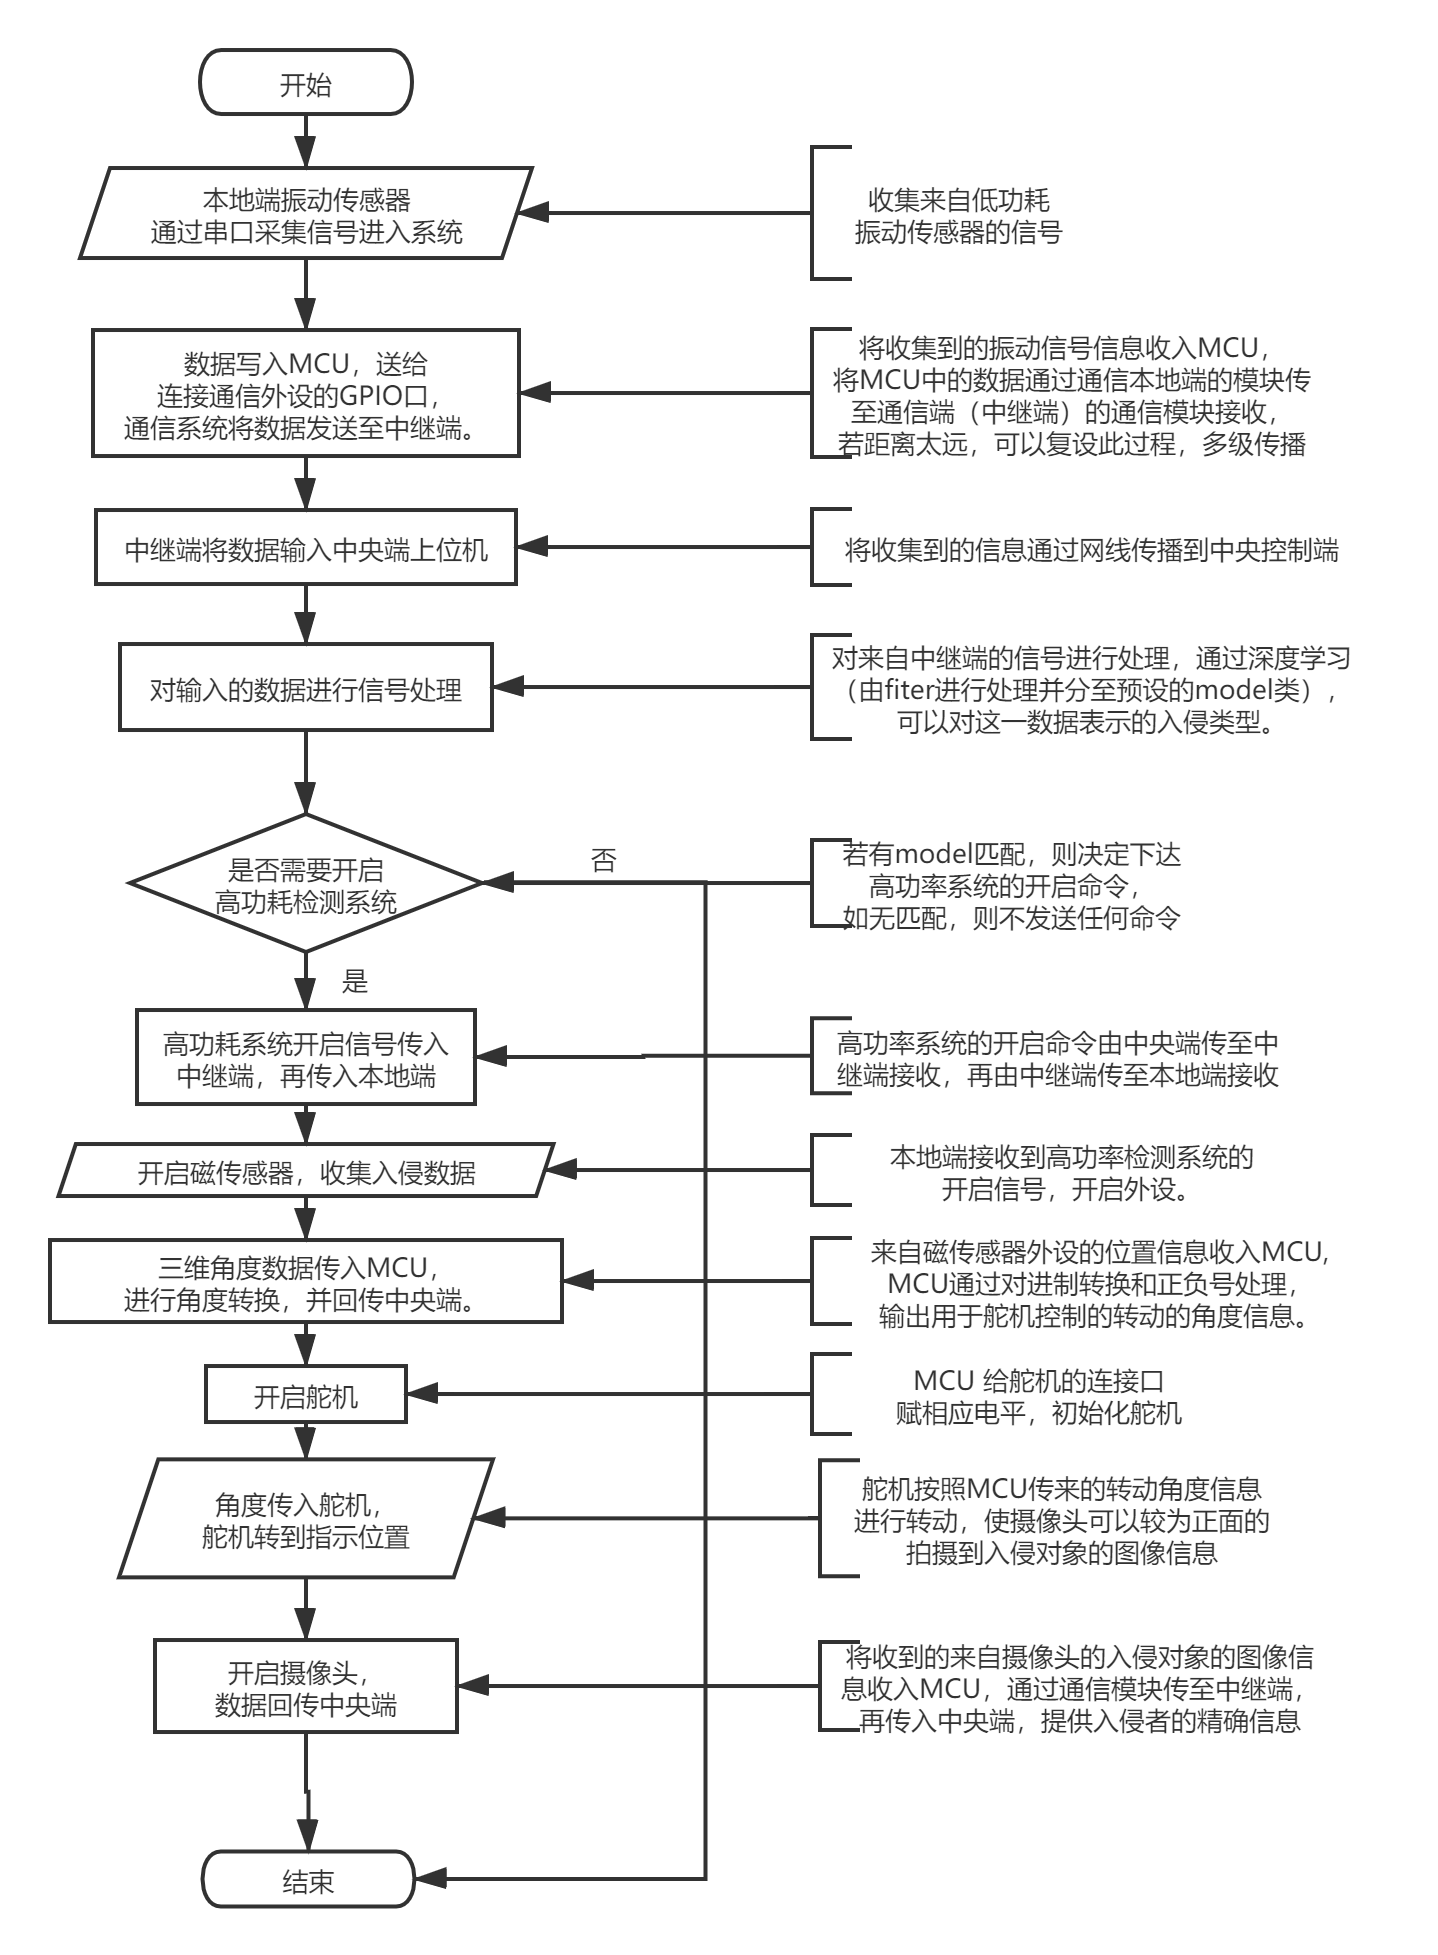 开始
本地端振动传感器
通过串口采集信号进入系统
收集来自低功耗
振动传感器的信号
数据写入MCU，送给
连接通信外设的GPIO口，
通信系统将数据发送至中继端。
将收集到的振动信号信息收入MCU，
将MCU中的数据通过通信本地端的模块传
至通信端（中继端）的通信模块接收，
若距离太远，可以复设此过程，多级传播
中继端将数据输入中央端上位机
将收集到的信息通过网线传播到中央控制端
对输入的数据进行信号处理
对来自中继端的信号进行处理，通过深度学习
（由fiter进行处理并分至预设的model类），
可以对这一数据表示的入侵类型。
是否需要开启
高功耗检测系统
否
若有model匹配，则决定下达
高功率系统的开启命令，
如无匹配，则不发送任何命令
是
高功耗系统开启信号传入
中继端，再传入本地端
高功率系统的开启命令由中央端传至中
继端接收，再由中继端传至本地端接收
开启磁传感器，收集入侵数据
本地端接收到高功率检测系统的
开启信号，开启外设。
三维角度数据传入MCU，
进行角度转换，并回传中央端。
来自磁传感器外设的位置信息收入MCU,
MCU通过对进制转换和正负号处理，
输出用于舵机控制的转动的角度信息。
开启舵机
MCU 给舵机的连接口
赋相应电平，初始化舵机
角度传入舵机，
舵机转到指示位置
舵机按照MCU传来的转动角度信息
进行转动，使摄像头可以较为正面的
拍摄到入侵对象的图像信息
开启摄像头，
数据回传中央端
将收到的来自摄像头的入侵对象的图像信
息收入MCU，通过通信模块传至中继端，
再传入中央端，提供入侵者的精确信息
结束